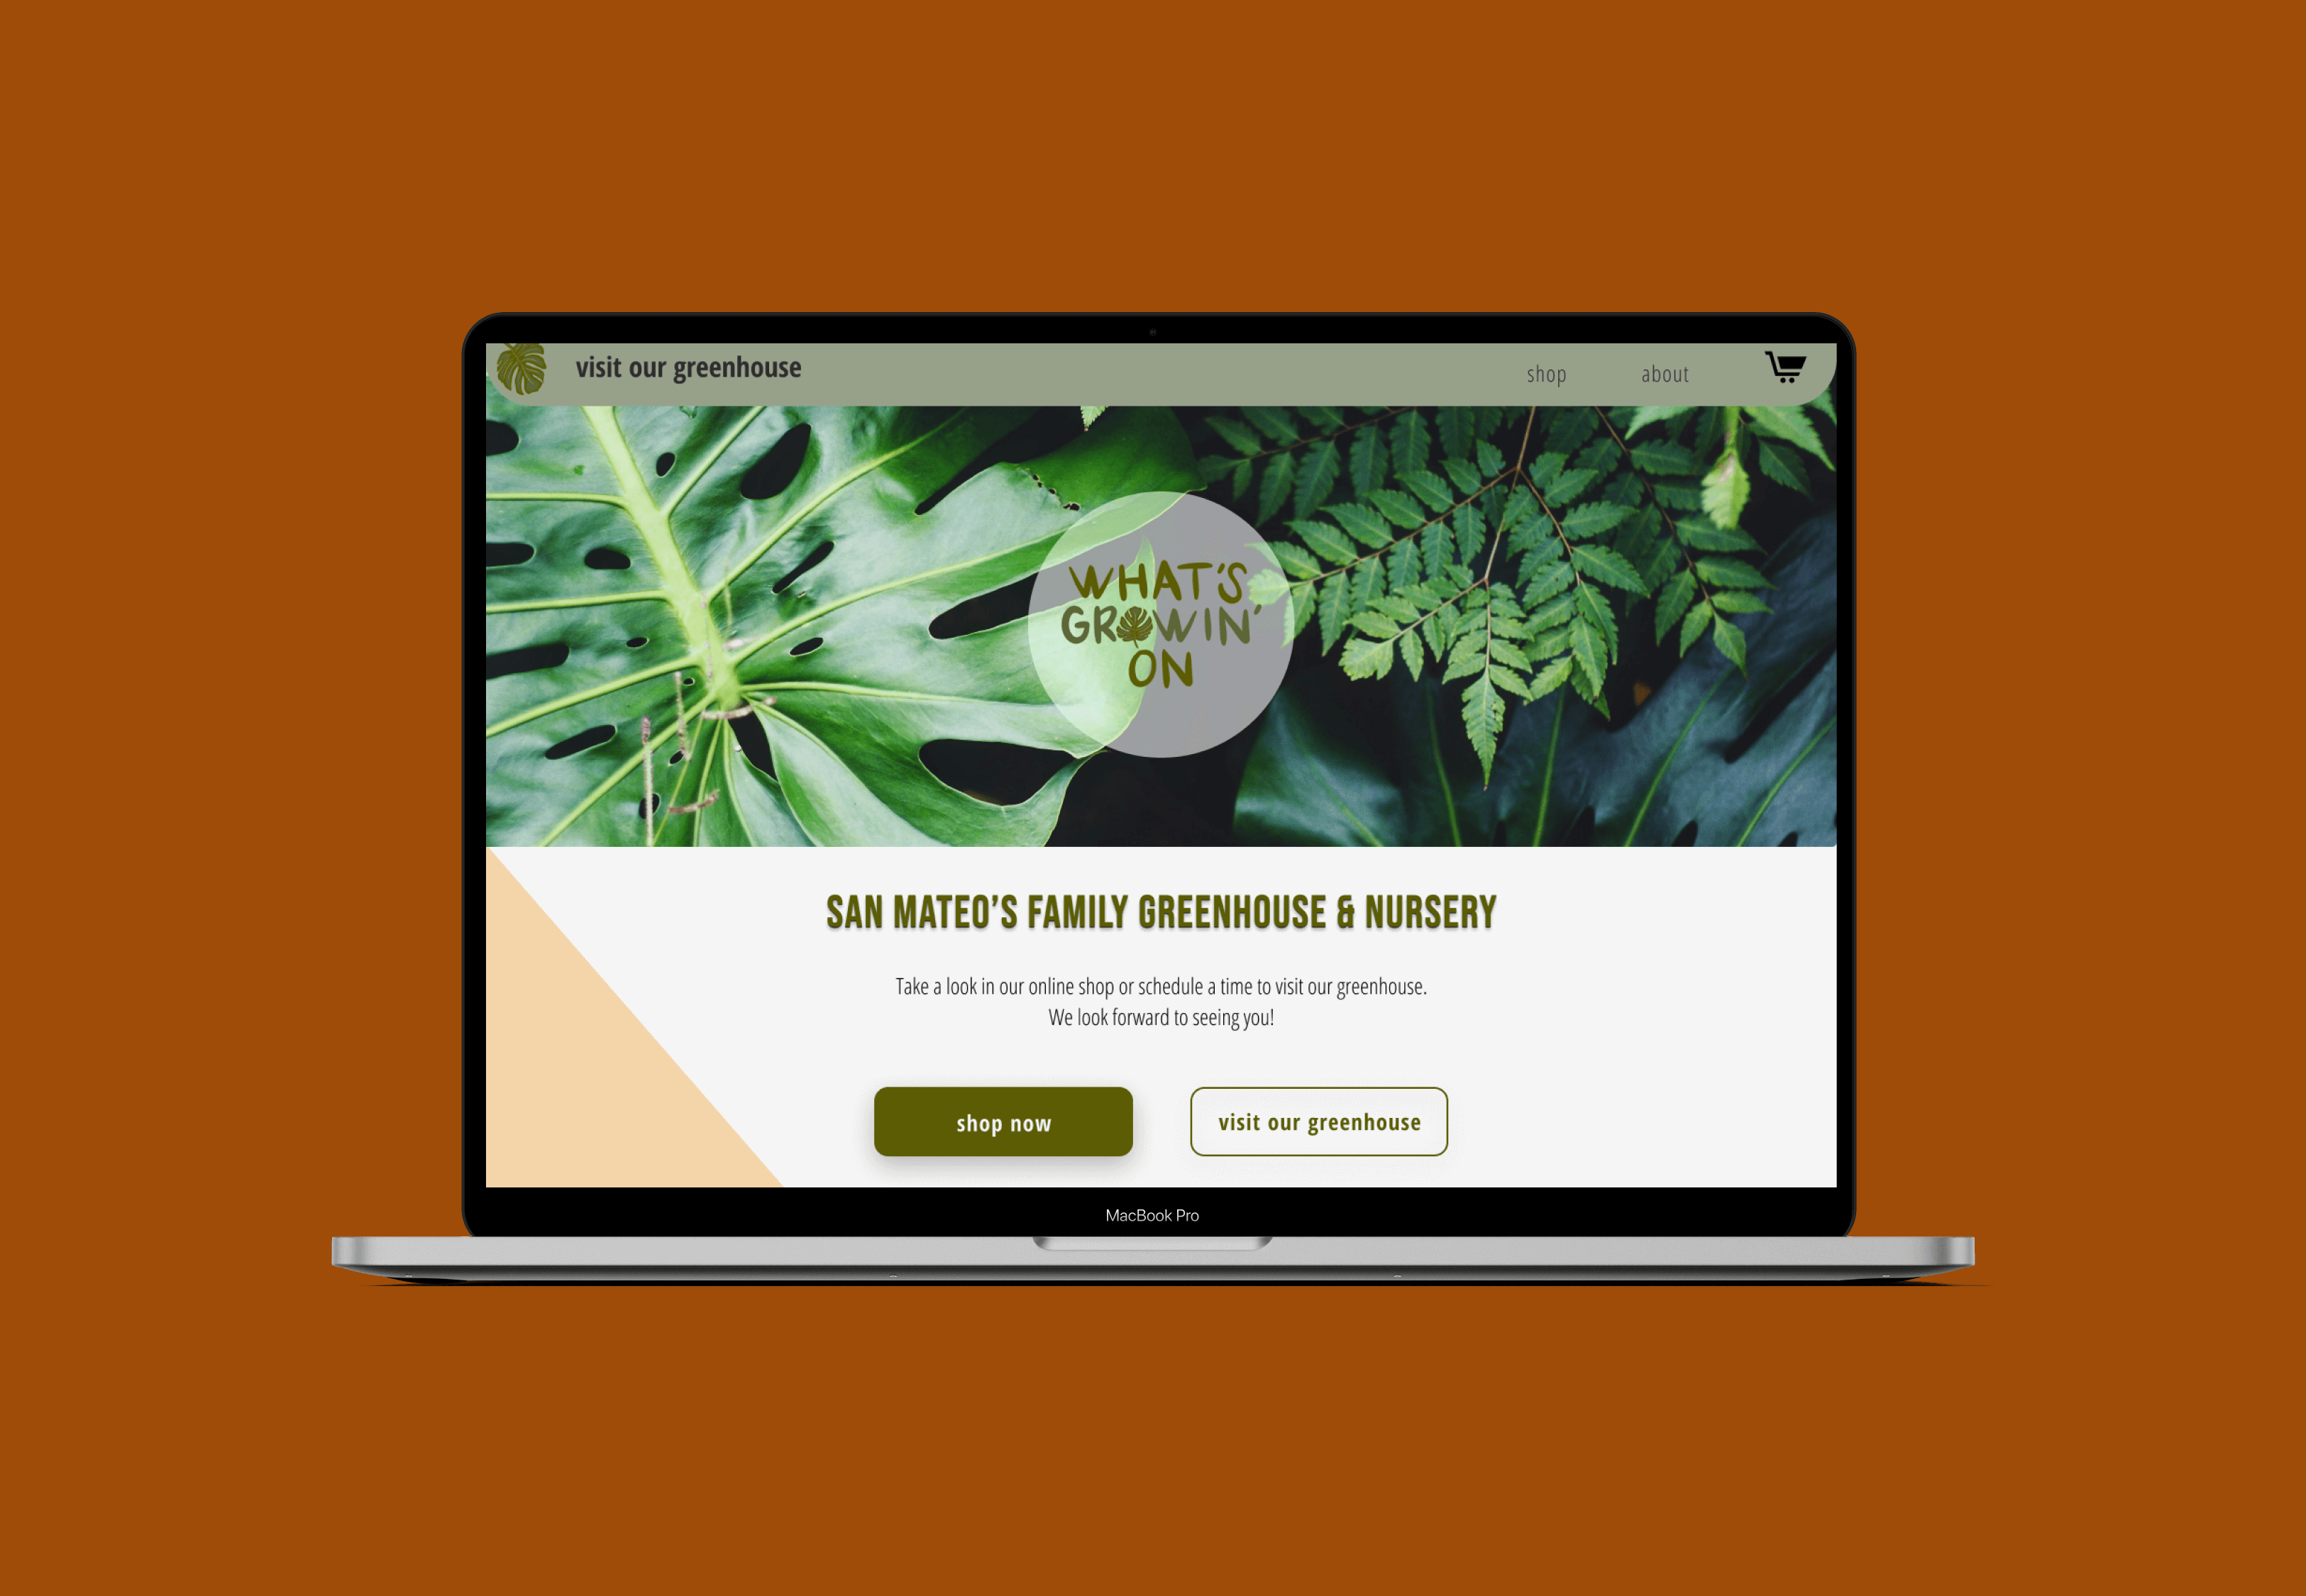 visit our greenhouse
shop
about
WHAT'S
GROWIN'
ON
SAN MATEO’S FAMILY GREENHOUSE & NURSERY
Take a look in our online shop or schedule a time to visit our greenhouse.
We look forward to seeing you!
shop now
visit our greenhouse
MacBook Pro